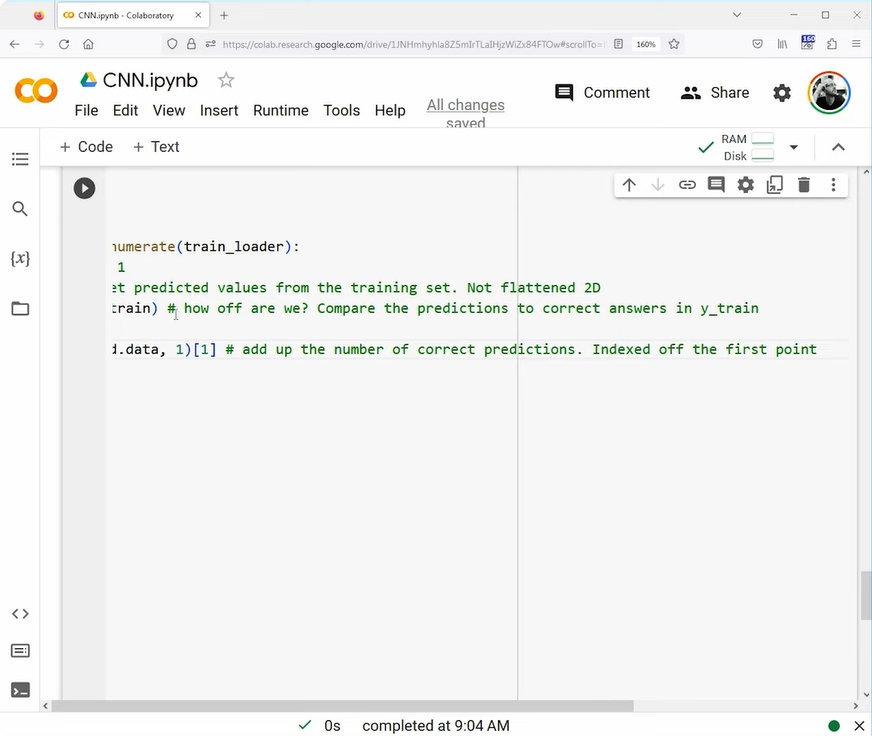 CNN.ipynb - Colaboratory
https://colab.research.google.com/drive/1JNHmhyhla8Z5mIrTLaIHjzWiZx84FTOw#scrollTo=
160%
160
CNN.ipynb
File Edit View Insert Runtime Tools Help
All changes
saved
Comment
Share
+ Code + Text
RAM
Disk
{x}
numerate(train_loader):
1
et predicted values from the training set. Not flattened 2D
train) # how off are we? Compare the predictions to correct answers in y_train
d.data, 1)[1] # add up the number of correct predictions. Indexed off the first point
0s completed at 9:04 AM